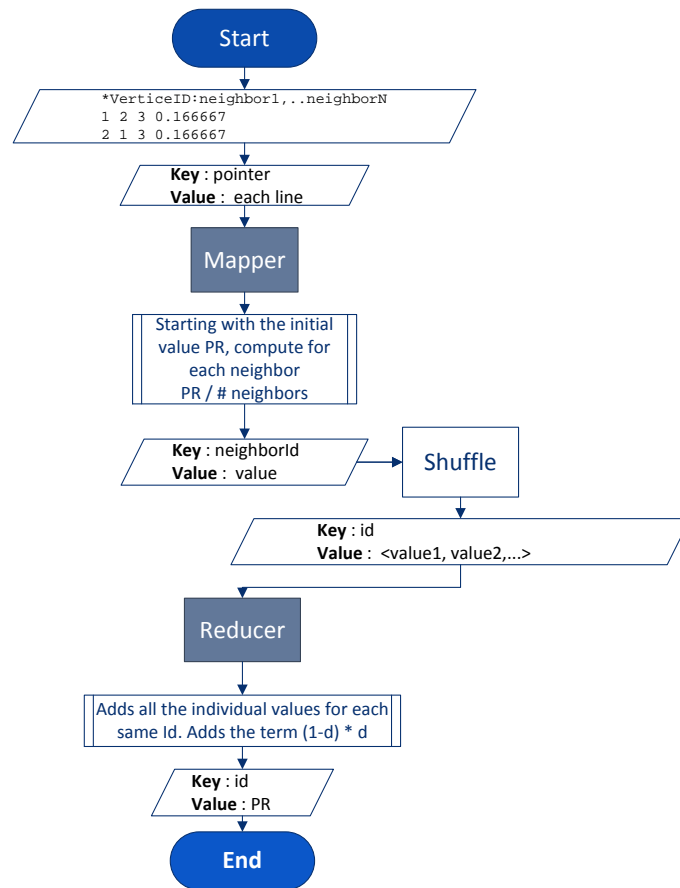 Start
*VerticeID:neighbor1,..neighborN
1 2 3 0.166667
2 1 3 0.166667
Key : pointer
Value : each line
Mapper
Starting with the initial
value PR, compute for
each neighbor
PR / # neighbors
Key : neighborId
Value : value
Shuffle
Key : id
Value : <value1, value2,...>
Reducer
Adds all the individual values for each
same Id. Adds the term (1-d) * d
Key : id
Value : PR
End